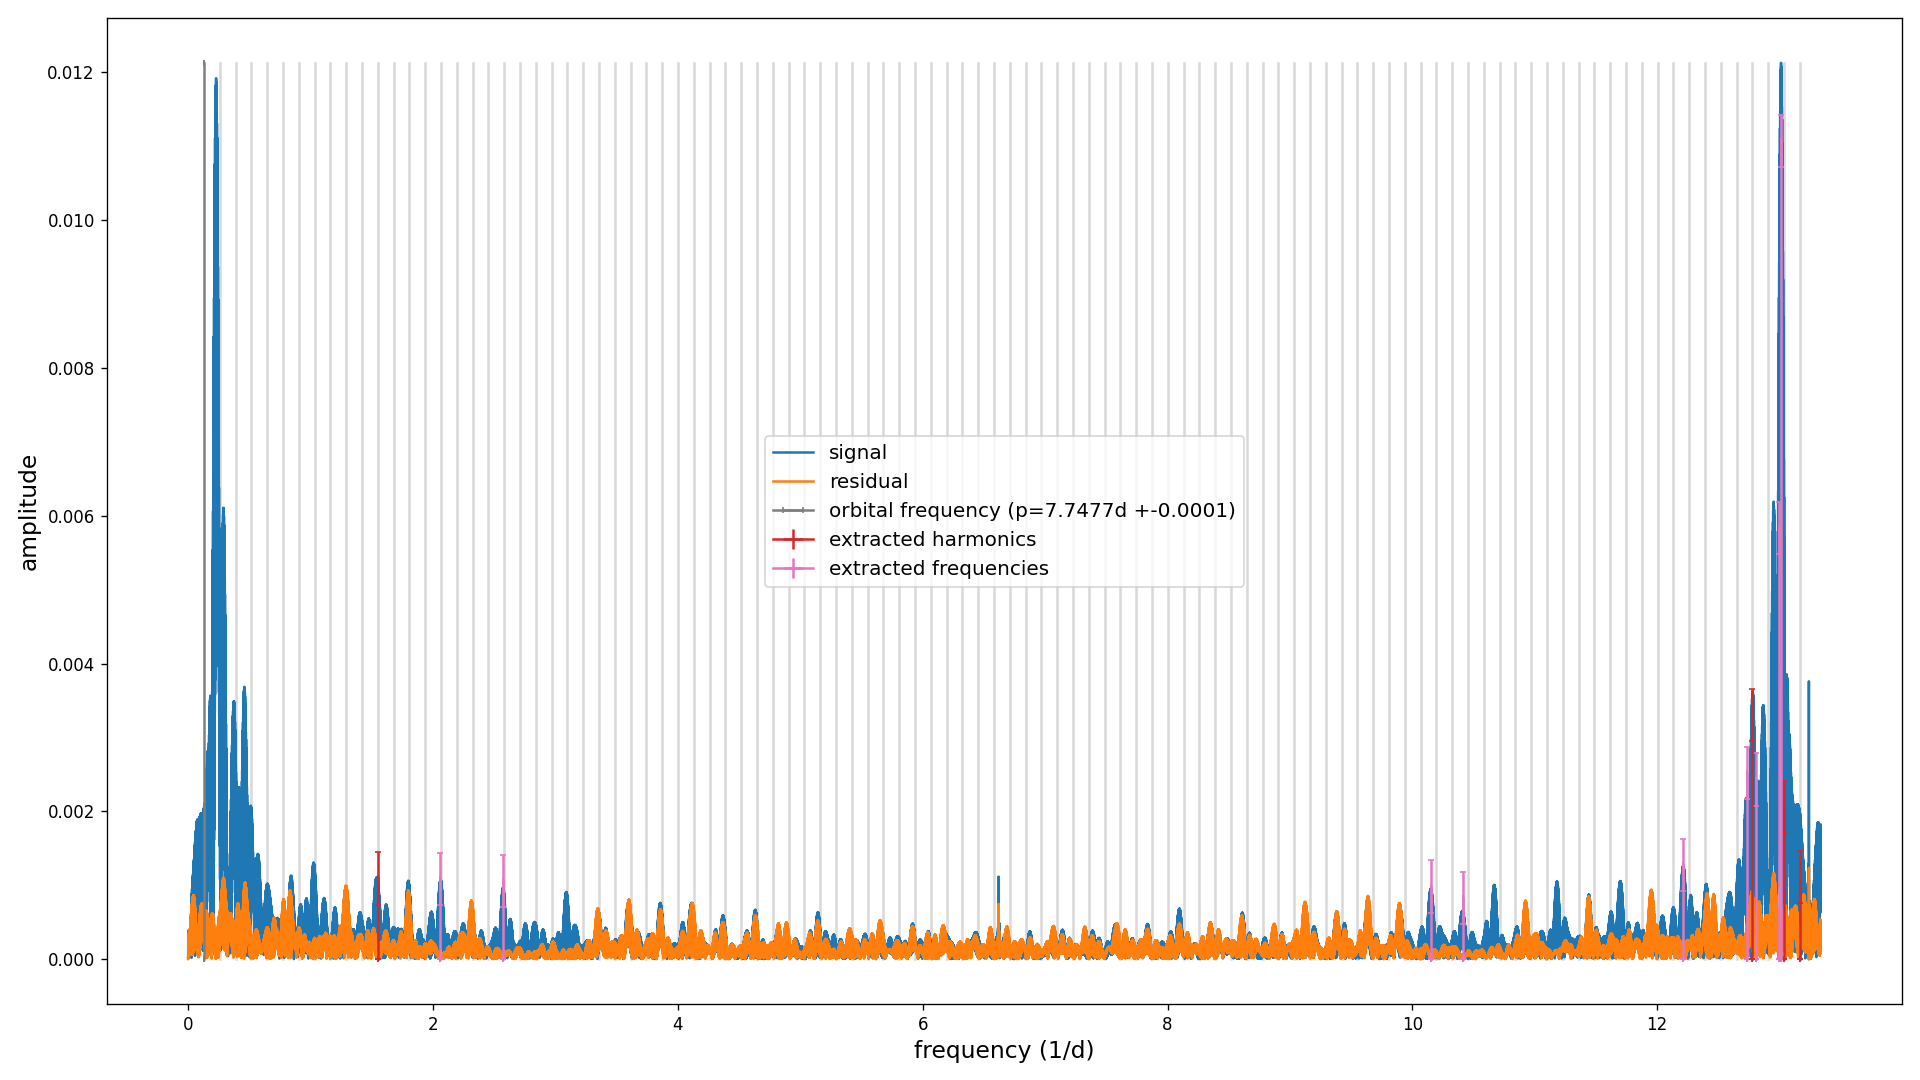 0.012
0.010
0.008
0.006
0.004
0.002
0.000
amplitude
signal
residual
orbital frequency (p=7.7477d +-0.0001)
extracted harmonics
extracted frequencies
0 2 4 6 8 10 12
frequency (1/d)